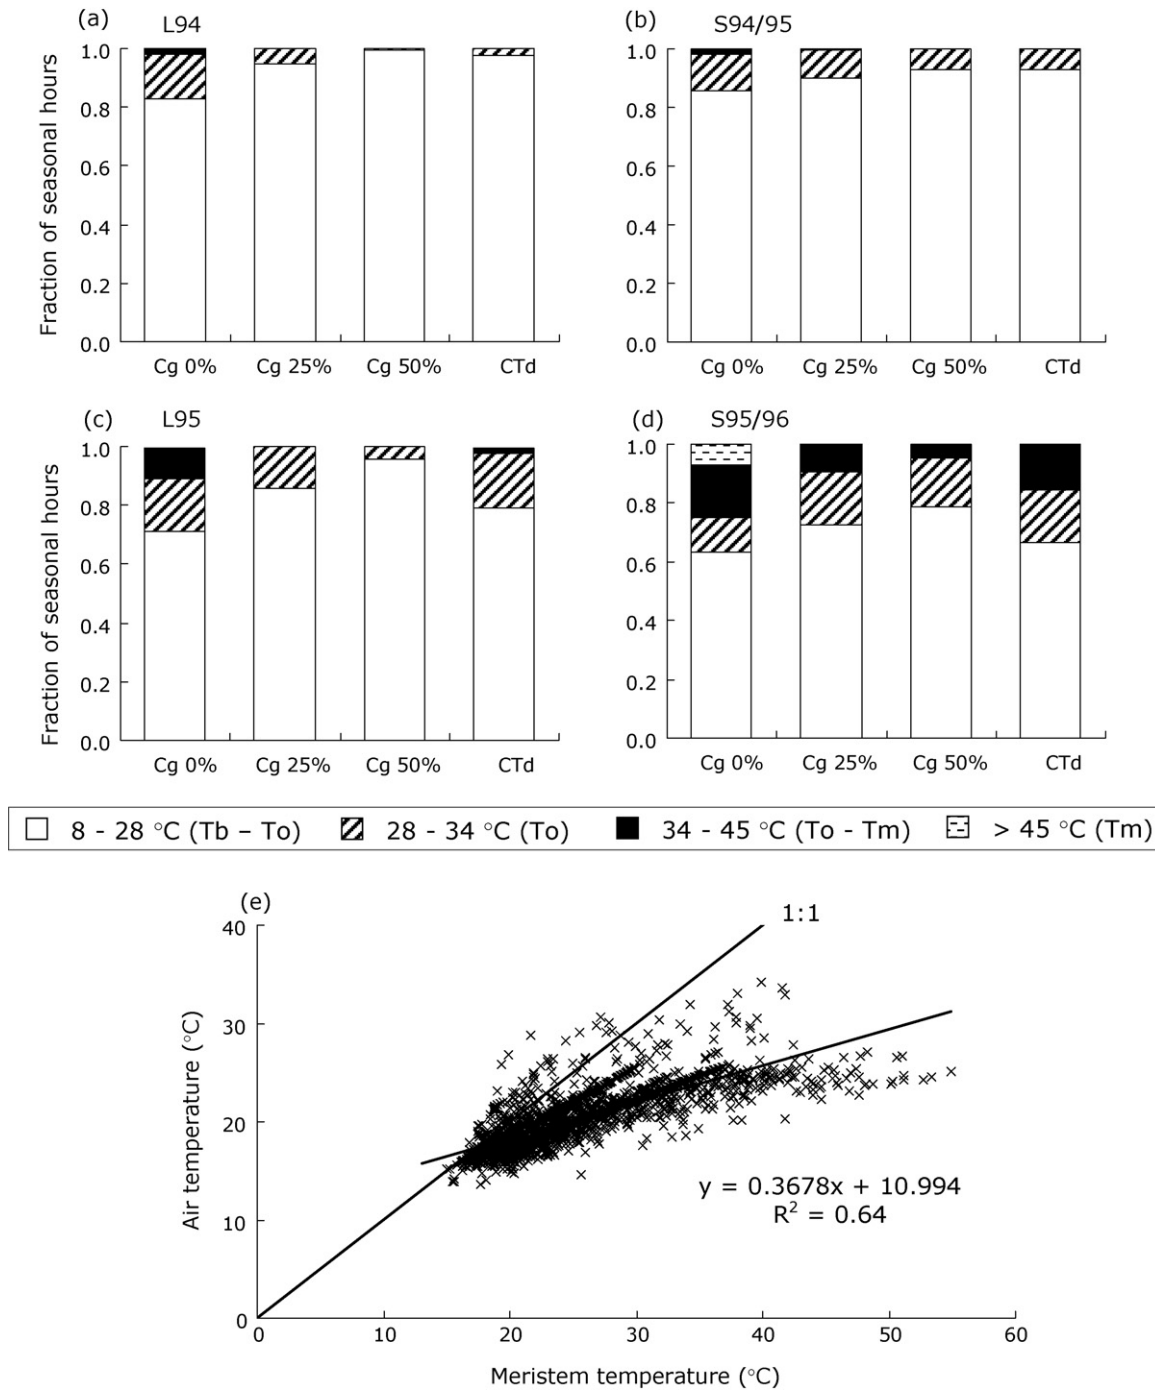 (a) L94
Fraction of seasonal hours
1.0
0.8
0.6
0.4
0.2
0.0
Cg 0% Cg 25% Cg 50% CTd
(b) S94/95
1.0
0.8
0.6
0.4
0.2
0.0
Cg 0% Cg 25% Cg 50% CTd
(c) L95
Fraction of seasonal hours
1.0
0.8
0.6
0.4
0.2
0.0
Cg 0% Cg 25% Cg 50% CTd
(d) S95/96
1.0
0.8
0.6
0.4
0.2
0.0
Cg 0% Cg 25% Cg 50% CTd
8 - 28 °C (Tb – To) 28 - 34 °C (To) 34 - 45 °C (To - Tm) > 45 °C (Tm)
(e)
1:1
Air temperature (°C)
40
30
20
10
0
y = 0.3678x + 10.994
R² = 0.64
0 10 20 30 40 50 60
Meristem temperature (°C)